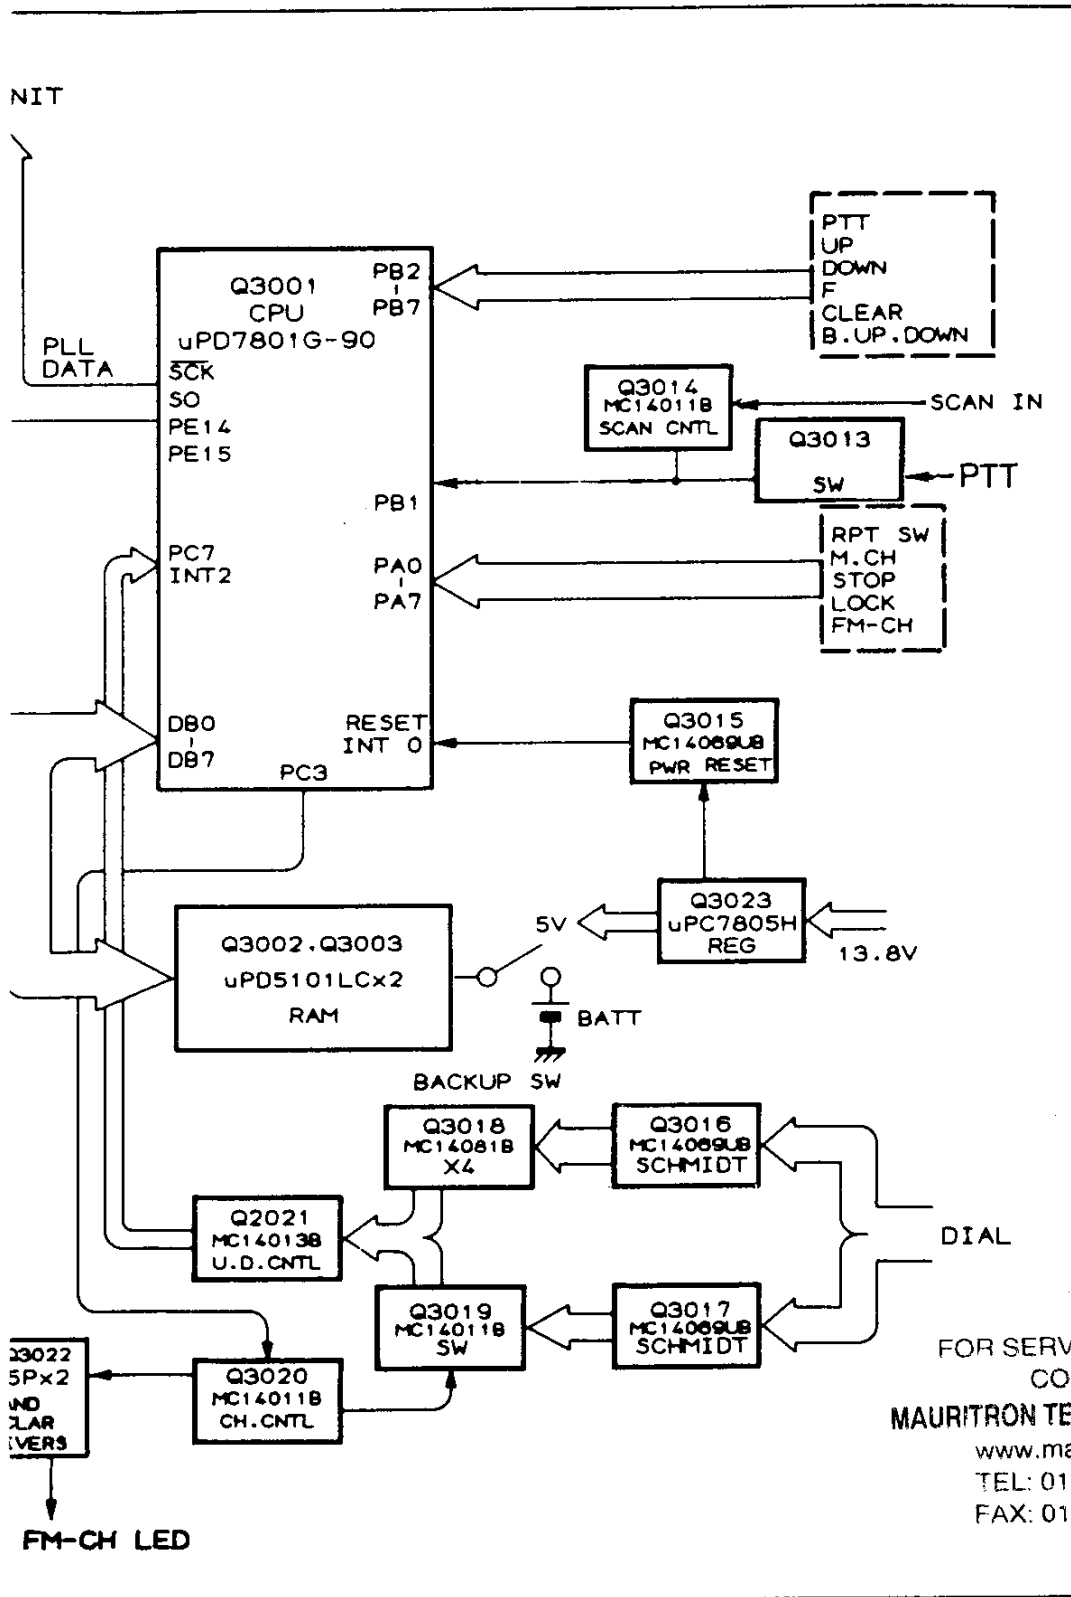 NIT
PTT
UP
DOWN
F
CLEAR
B.UP.DOWN
Q3001
CPU
uPD7801G-90
PB2
PB7
PLL
DATA
SCK
SO
PE14
PE15
Q3014
MC14011B
SCAN CNTL
SCAN IN
Q3013
SW
PTT
PB1
PC7
INT2
PA0
PA7
RPT SW
M.CH
STOP
LOCK
FM-CH
DB0
DB7
RESET
INT 0
PC3
Q3015
MC14069UB
PWR RESET
Q3023
uPC7805H
REG
5V
13.8V
Q3002.Q3003
uPD5101LCx2
RAM
BATT
BACKUP SW
Q3018
MC14081B
X4
Q3016
MC14069UB
SCHMIDT
Q2021
MC14013B
U.D.CNTL
DIAL
Q3019
MC14011B
SW
Q3017
MC14069UB
SCHMIDT
Q3022
5Px2
AND
CLAR
IVERS
Q3020
MC14011B
CH.CNTL
FM-CH LED
FOR SERV
CO
MAURITRON TE
www.ma
TEL: 01
FAX: 01